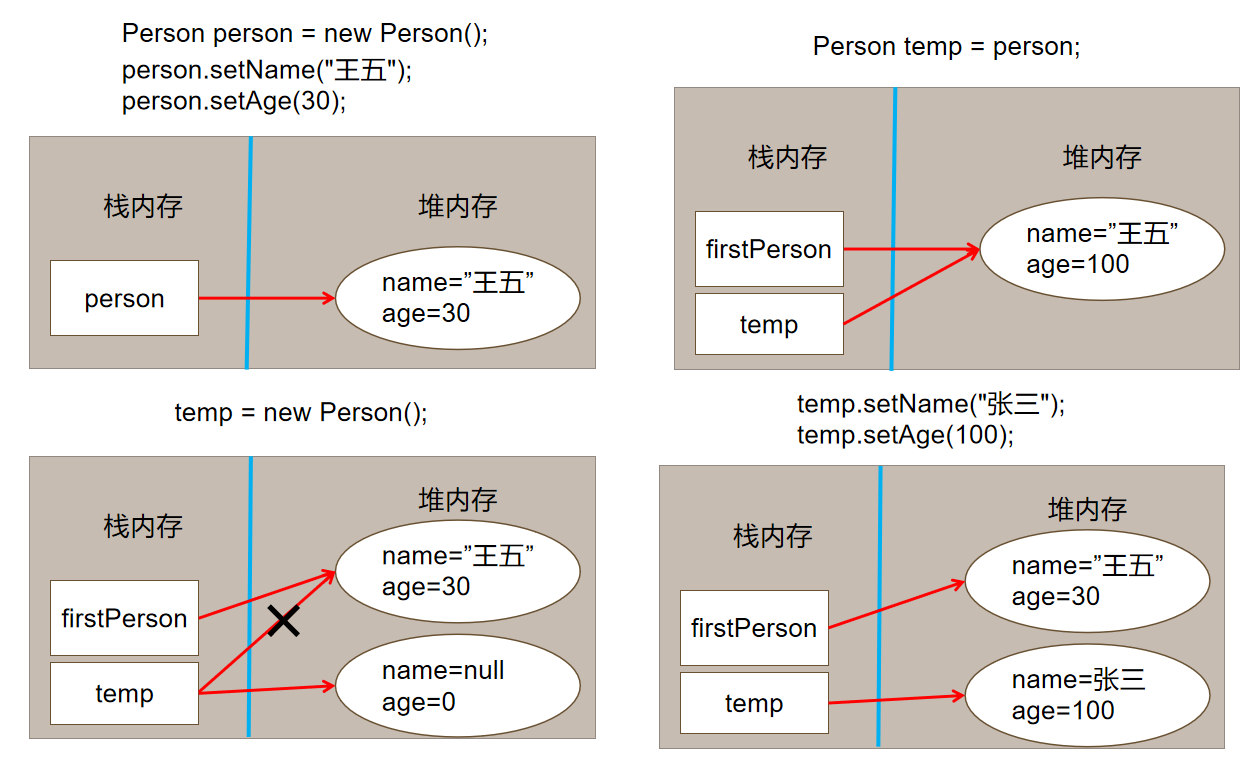 Person person = new Person();
person.setName("王五");
person.setAge(30);
栈内存
堆内存
person
name=”王五”
age=30
Person temp = person;
栈内存
堆内存
firstPerson
temp
name=”王五”
age=100
temp = new Person();
栈内存
堆内存
firstPerson
temp
name=”王五”
age=30
name=null
age=0
temp.setName("张三");
temp.setAge(100);
栈内存
堆内存
firstPerson
temp
name=”王五”
age=30
name=张三
age=100